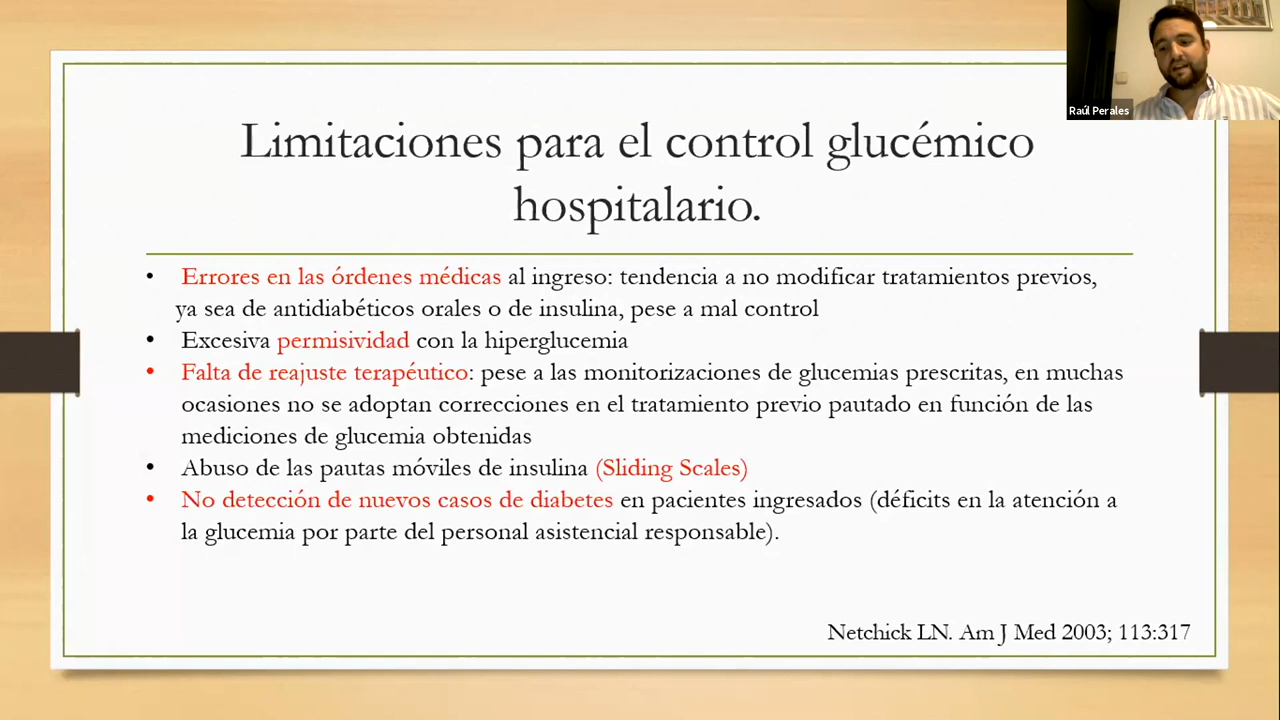 Raúl Perales
Limitaciones para el control glucémico
hospitalario.
• Errores en las órdenes médicas al ingreso: tendencia a no modificar tratamientos previos,
ya sea de antidiabéticos orales o de insulina, pese a mal control
• Excesiva permisividad con la hiperglucemia
• Falta de reajuste terapéutico: pese a las monitorizaciones de glucemias prescritas, en muchas
ocasiones no se adoptan correcciones en el tratamiento previo pautado en función de las
mediciones de glucemia obtenidas
• Abuso de las pautas móviles de insulina (Sliding Scales)
• No detección de nuevos casos de diabetes en pacientes ingresados (déficits en la atención a
la glucemia por parte del personal asistencial responsable).
Netchick LN. Am J Med 2003; 113:317